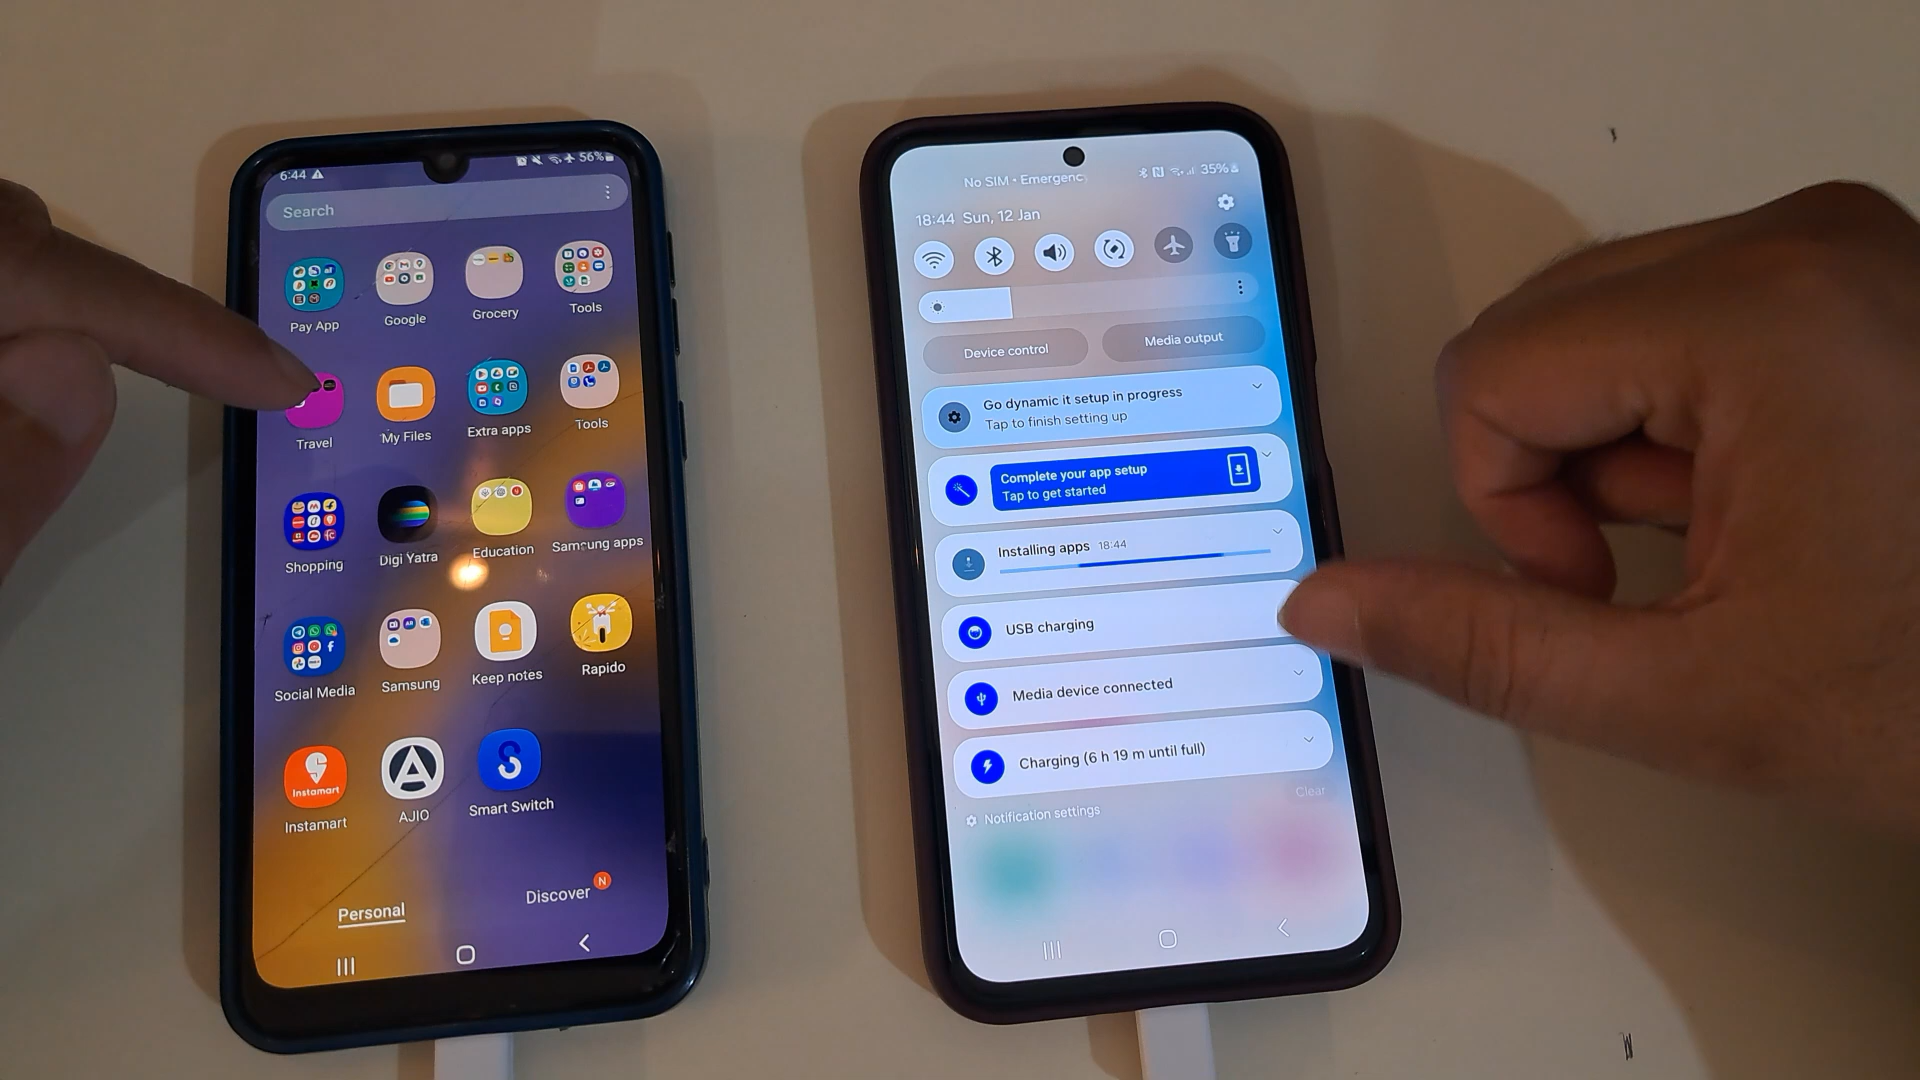 6:44
56%
Search
Pay App
Google
Grocery
Tools
Travel
My Files
Extra apps
Tools
Shopping
Digi Yatra
Education
Samsung apps
Social Media
Samsung
Keep notes
Rapido
Instamart
Instamart
AJIO
Smart Switch
Personal
Discover
N
No SIM • Emergenc
35%
18:44 Sun, 12 Jan
Device control
Media output
Go dynamic it setup in progress
Tap to finish setting up
Complete your app setup
Tap to get started
Installing apps 18:44
USB charging
Media device connected
Charging (6 h 19 m until full)
Clear
Notification settings